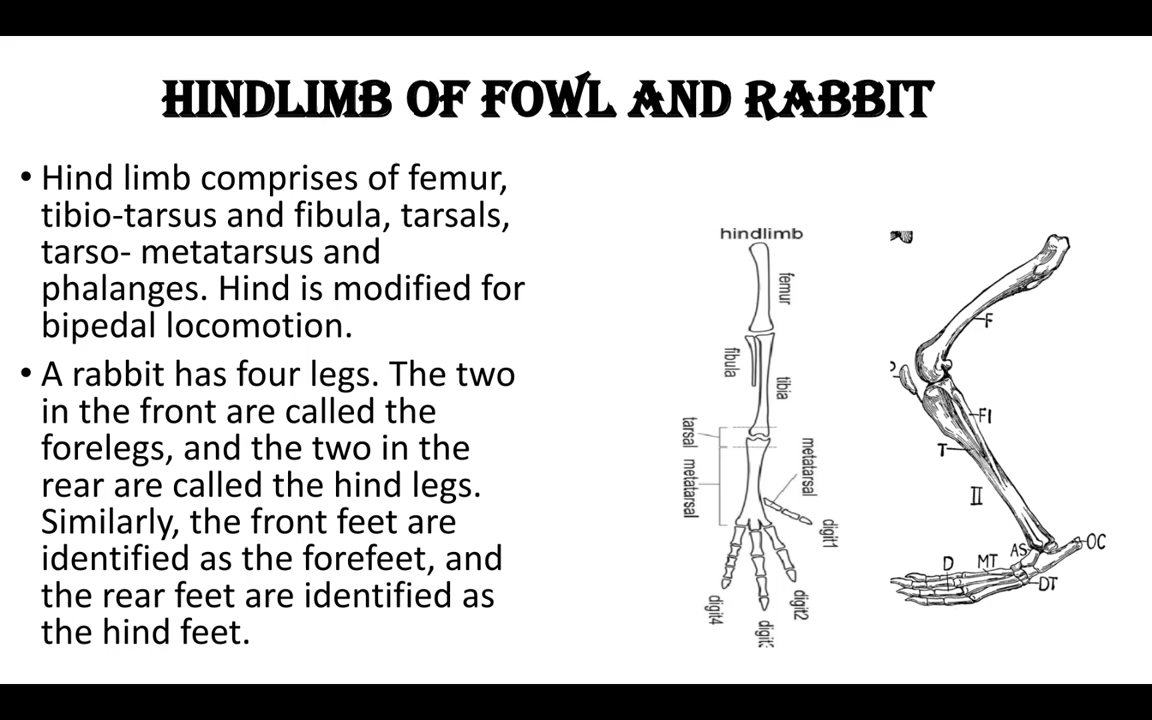 HINDLIMB OF FOWL AND RABBIT
• Hind limb comprises of femur,
tibio-tarsus and fibula, tarsals,
tarso- metatarsus and
phalanges. Hind is modified for
bipedal locomotion.
• A rabbit has four legs. The two
in the front are called the
forelegs, and the two in the
rear are called the hind legs.
Similarly, the front feet are
identified as the forefeet, and
the rear feet are identified as
the hind feet.
hindlimb
femur
fibula
tibia
tarsal
metatarsal
metatarsal
digit1
digit2
digit4
F
F1
T
II
AS
OC
D
MT
DT